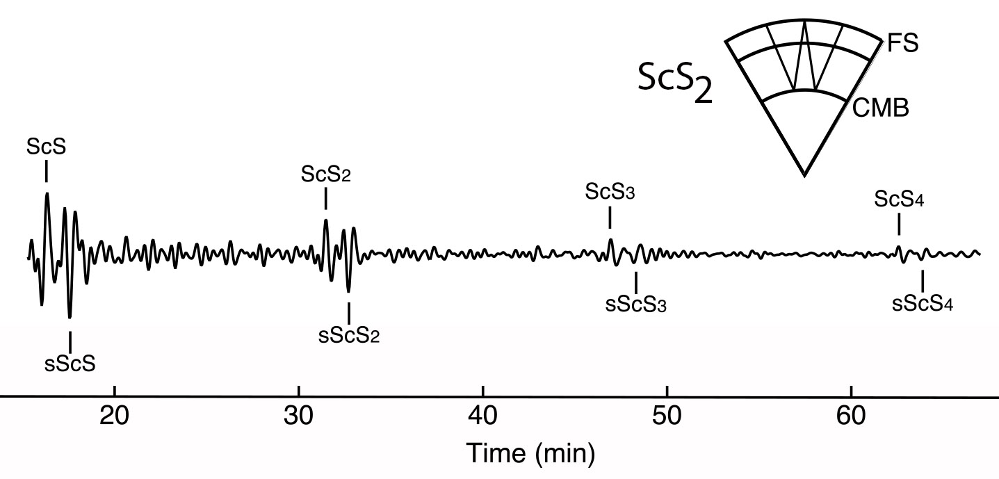 ScS₂
FS
CMB
ScS
ScS2
ScS3
ScS4
sScS
sScS2
sScS3
sScS4
20 30 40 50 60
Time (min)